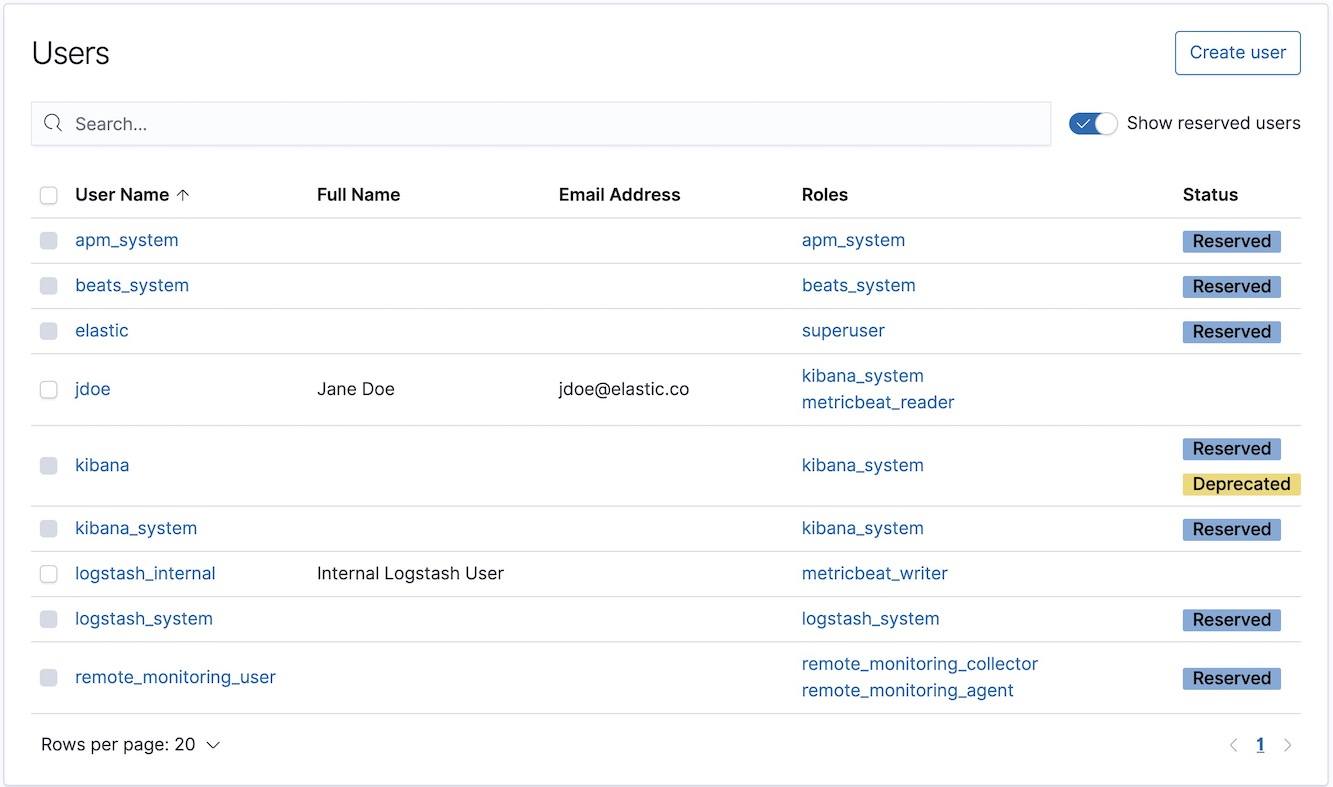 Users
Create user
Search...
Show reserved users
User Name Full Name Email Address Roles Status
apm_system apm_system Reserved
beats_system beats_system Reserved
elastic superuser Reserved
jdoe Jane Doe jdoe@elastic.co kibana_system
metricbeat_reader
kibana kibana_system Reserved
Deprecated
kibana_system kibana_system Reserved
logstash_internal Internal Logstash User metricbeat_writer
logstash_system logstash_system Reserved
remote_monitoring_user remote_monitoring_collector Reserved
remote_monitoring_agent
Rows per page: 20 1